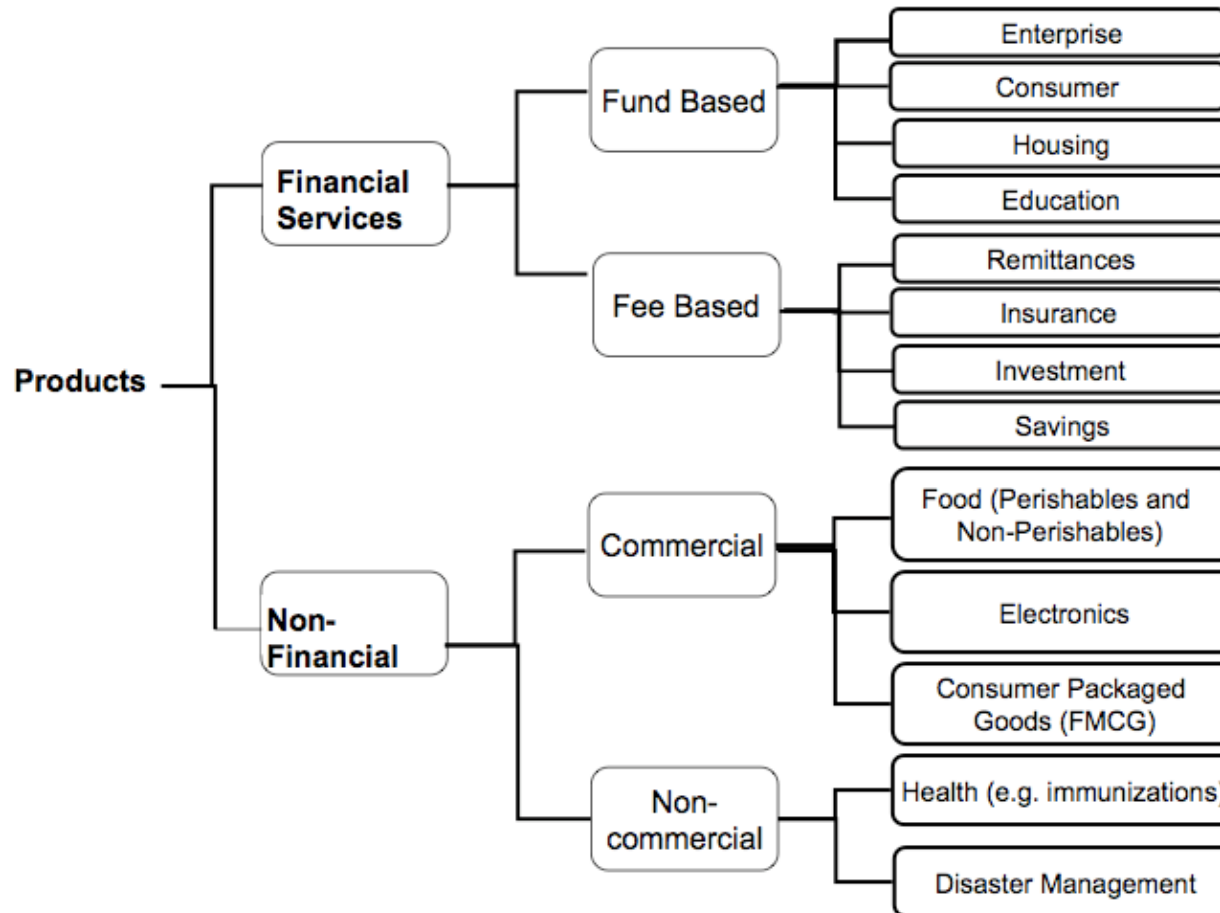 Products
Financial
Services
Non-
Financial
Fund Based
Fee Based
Commercial
Non-
commercial
Enterprise
Consumer
Housing
Education
Remittances
Insurance
Investment
Savings
Food (Perishables and
Non-Perishables)
Electronics
Consumer Packaged
Goods (FMCG)
Health (e.g. immunizations)
Disaster Management